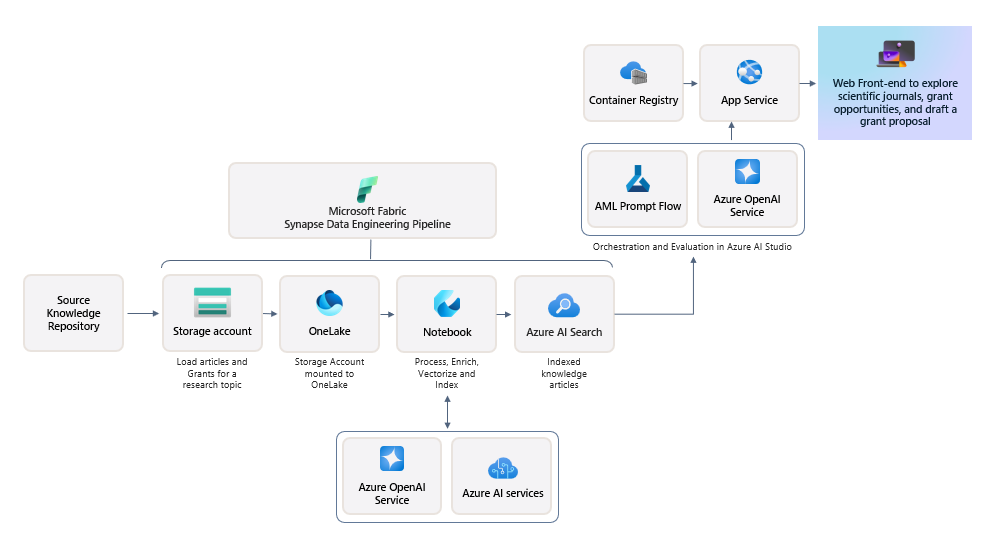 Container Registry
App Service
Web Front-end to explore
scientific journals, grant
opportunities, and draft a
grant proposal
AML Prompt Flow
Azure OpenAI
Service
Orchestration and Evaluation in Azure AI Studio
Microsoft Fabric
Synapse Data Engineering Pipeline
Source
Knowledge
Repository
Storage account
Load articles and
Grants for a
research topic
OneLake
Storage Account
mounted to
OneLake
Notebook
Process, Enrich,
Vectorize and
Index
Azure AI Search
Indexed
knowledge
articles
Azure OpenAI
Service
Azure AI services